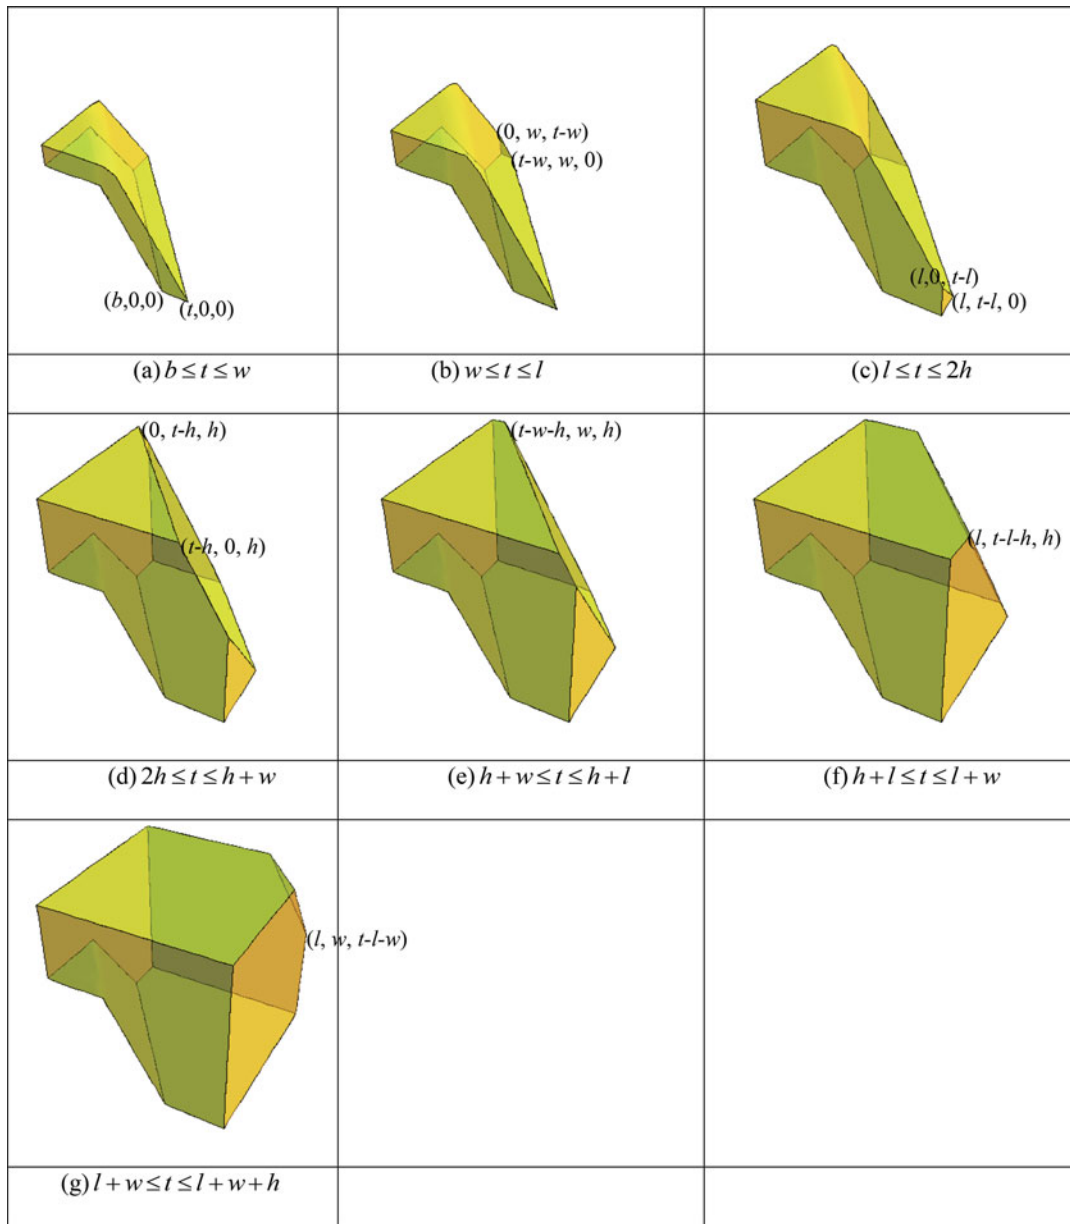 (b,0,0)
(t,0,0)
(a) b ≤ t ≤ w
(0, w, t-w)
(t-w, w, 0)
(b) w ≤ t ≤ l
(l,0, t-l)
(l, t-l, 0)
(c) l ≤ t ≤ 2h
(0, t-h, h)
(t-h, 0, h)
(d) 2h ≤ t ≤ h + w
(t-w-h, w, h)
(e) h + w ≤ t ≤ h + l
(l, t-l-h, h)
(f) h + l ≤ t ≤ l + w
(l, w, t-l-w)
(g) l + w ≤ t ≤ l + w + h